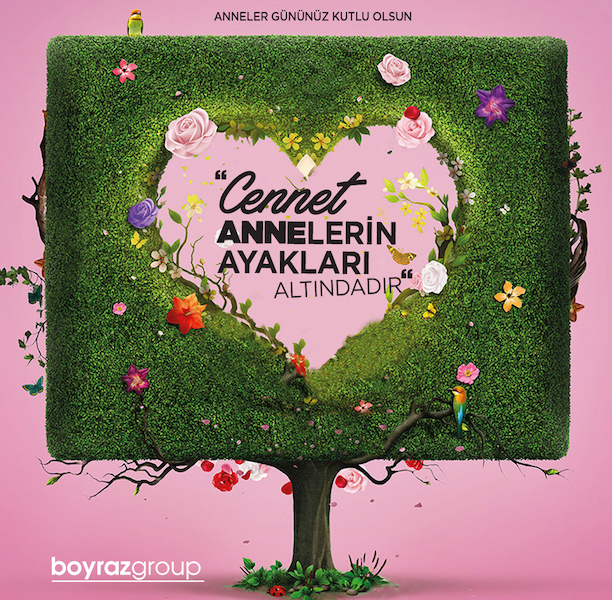 ANNELER GÜNÜNÜZ KUTLU OLSUN
"Cennet
ANNELERİN
AYAKLARI
ALTINDADIR"
boyrazgroup